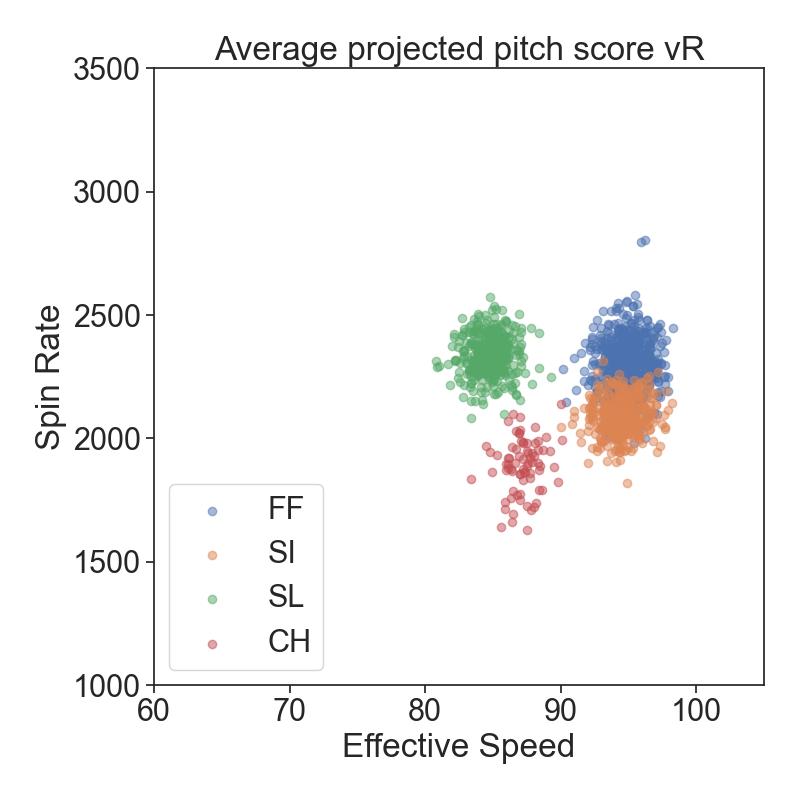 Average projected pitch score vR
3500
3000
2500
2000
1500
1000
Spin Rate
FF
SI
SL
CH
60
70
80
90
100
Effective Speed